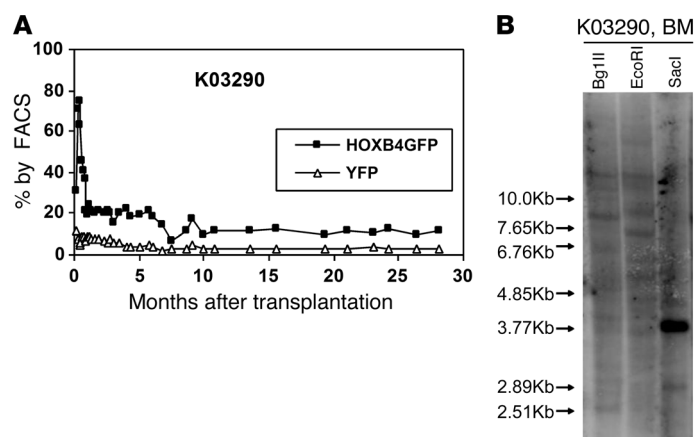 A
K03290
HOXB4GFP
YFP
% by FACS
100
80
60
40
20
0
0 5 10 15 20 25 30
Months after transplantation
B
K03290, BM
Bg1II EcoRI SacI
10.0Kb
7.65Kb
6.76Kb
4.85Kb
3.77Kb
2.89Kb
2.51Kb